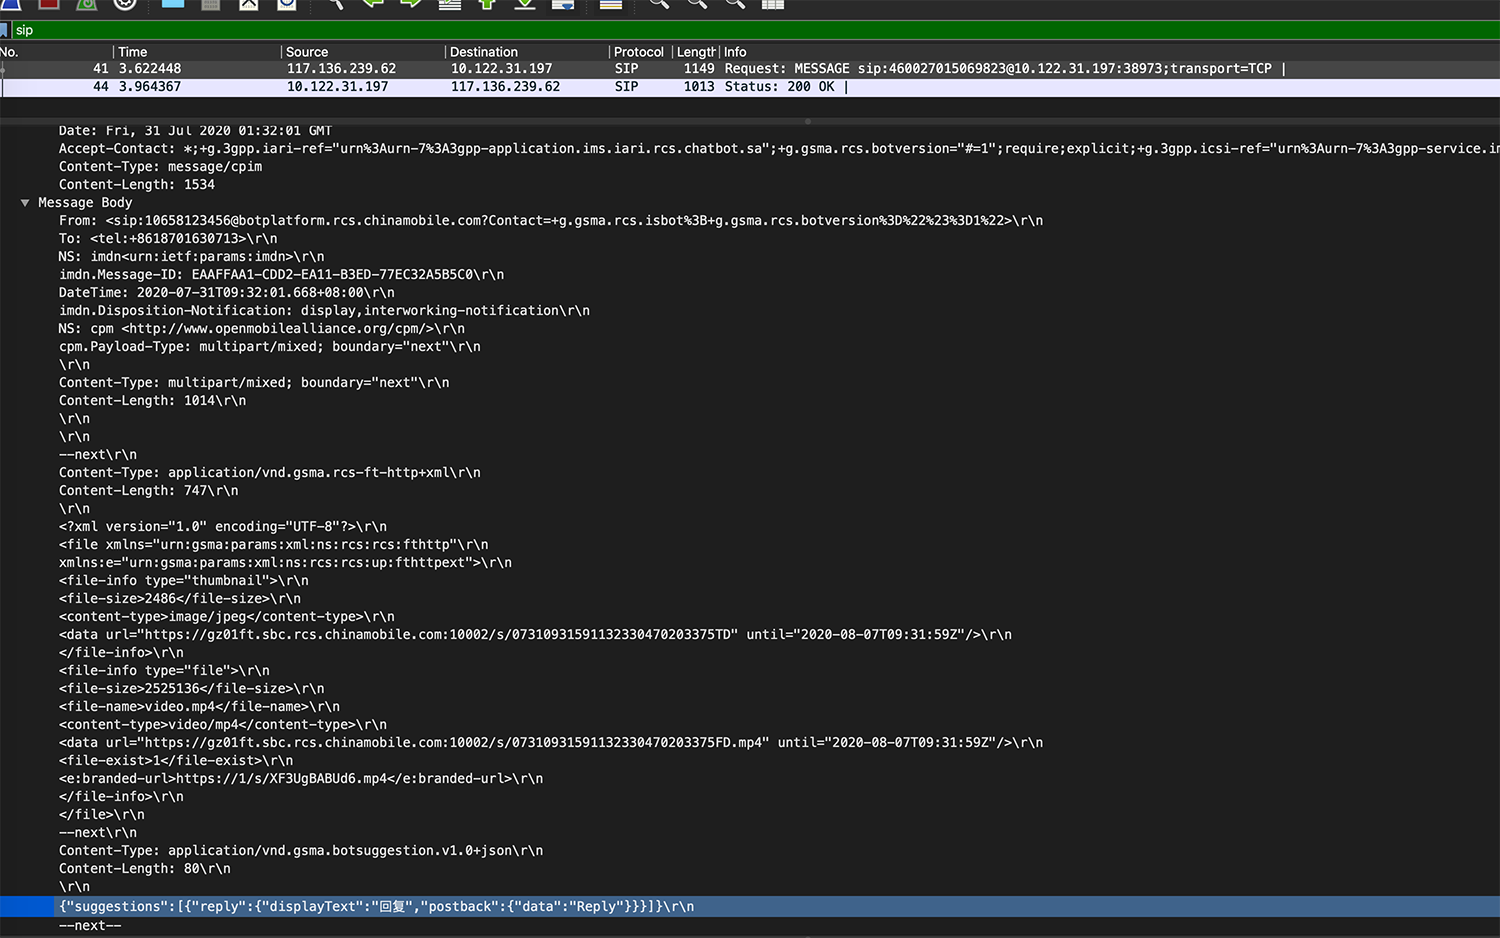 sip
No. Time Source Destination Protocol Length Info
41 3.622448 117.136.239.62 10.122.31.197 SIP 1149 Request: MESSAGE sip:460027015069823@10.122.31.197:38973;transport=TCP |
44 3.964367 10.122.31.197 117.136.239.62 SIP 1013 Status: 200 OK |
Date: Fri, 31 Jul 2020 01:32:01 GMT
Accept-Contact: *;+g.3gpp.iari-ref="urn%3Aurn-7%3A3gpp-application.ims.iari.rcs.chatbot.sa";+g.gsma.rcs.botversion="#=1";require;explicit;+g.3gpp.icsi-ref="urn%3Aurn-7%3A3gpp-service.im
Content-Type: message/cpim
Content-Length: 1534
Message Body
From: <sip:10658123456@botplatform.rcs.chinamobile.com?Contact=+g.gsma.rcs.isbot%3B+g.gsma.rcs.botversion%3D%22%23%3D1%22>\r\n
To: <tel:+8618701630713>\r\n
NS: imdn<urn:ietf:params:imdn>\r\n
imdn.Message-ID: EAAFFAA1-CDD2-EA11-B3ED-77EC32A5B5C0\r\n
DateTime: 2020-07-31T09:32:01.668+08:00\r\n
imdn.Disposition-Notification: display,interworking-notification\r\n
NS: cpm <http://www.openmobilealliance.org/cpm/>\r\n
cpm.Payload-Type: multipart/mixed; boundary="next"\r\n
\r\n
Content-Type: multipart/mixed; boundary="next"\r\n
Content-Length: 1014\r\n
\r\n
\r\n
--next\r\n
Content-Type: application/vnd.gsma.rcs-ft-http+xml\r\n
Content-Length: 747\r\n
\r\n
<?xml version="1.0" encoding="UTF-8"?>\r\n
<file xmlns="urn:gsma:params:xml:ns:rcs:rcs:fthttp"\r\n
xmlns:e="urn:gsma:params:xml:ns:rcs:rcs:up:fthttpext">\r\n
<file-info type="thumbnail">\r\n
<file-size>2486</file-size>\r\n
<content-type>image/jpeg</content-type>\r\n
<data url="https://gz01ft.sbc.rcs.chinamobile.com:10002/s/07310931591132330470203375TD" until="2020-08-07T09:31:59Z"/>\r\n
</file-info>\r\n
<file-info type="file">\r\n
<file-size>2525136</file-size>\r\n
<file-name>video.mp4</file-name>\r\n
<content-type>video/mp4</content-type>\r\n
<data url="https://gz01ft.sbc.rcs.chinamobile.com:10002/s/07310931591132330470203375FD.mp4" until="2020-08-07T09:31:59Z"/>\r\n
<file-exist>1</file-exist>\r\n
<e:branded-url>https://1/s/XF3UgBABUd6.mp4</e:branded-url>\r\n
</file-info>\r\n
</file>\r\n
--next\r\n
Content-Type: application/vnd.gsma.botsuggestion.v1.0+json\r\n
Content-Length: 80\r\n
\r\n
{"suggestions":[{"reply":{"displayText":"回复","postback":{"data":"Reply"}}}]}\r\n
--next--